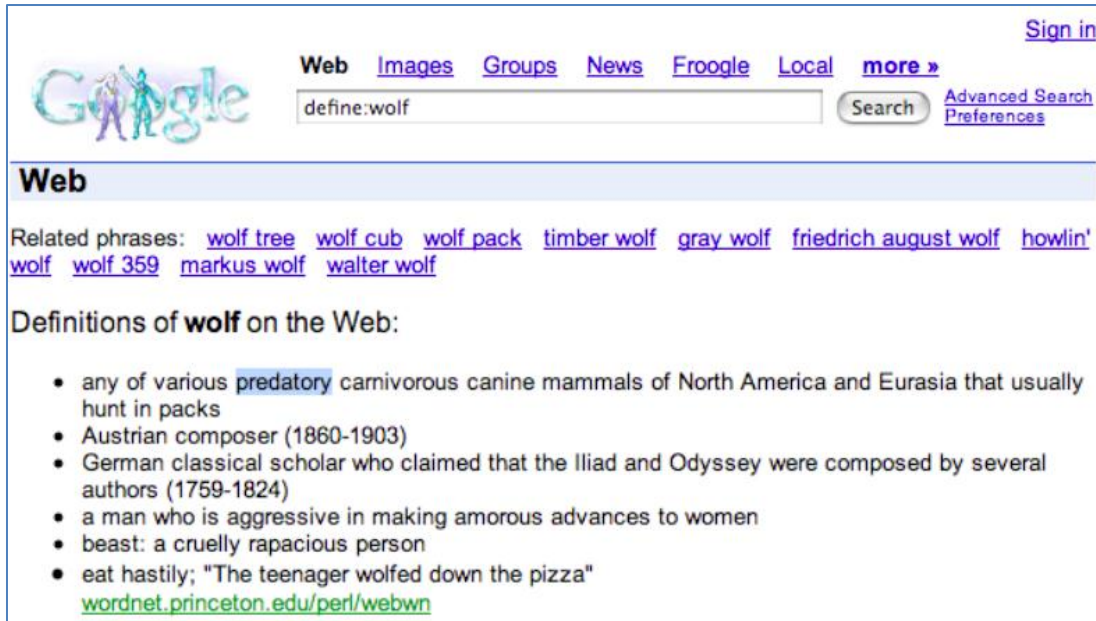 Sign in
Google
Web Images Groups News Froogle Local more »
define:wolf Search Advanced Search
Preferences
Web
Related phrases: wolf tree wolf cub wolf pack timber wolf gray wolf friedrich august wolf howlin'
wolf wolf 359 markus wolf walter wolf
Definitions of wolf on the Web:
• any of various predatory carnivorous canine mammals of North America and Eurasia that usually
hunt in packs
• Austrian composer (1860-1903)
• German classical scholar who claimed that the Iliad and Odyssey were composed by several
authors (1759-1824)
• a man who is aggressive in making amorous advances to women
• beast: a cruelly rapacious person
• eat hastily; "The teenager wolfed down the pizza"
wordnet.princeton.edu/perl/webwn